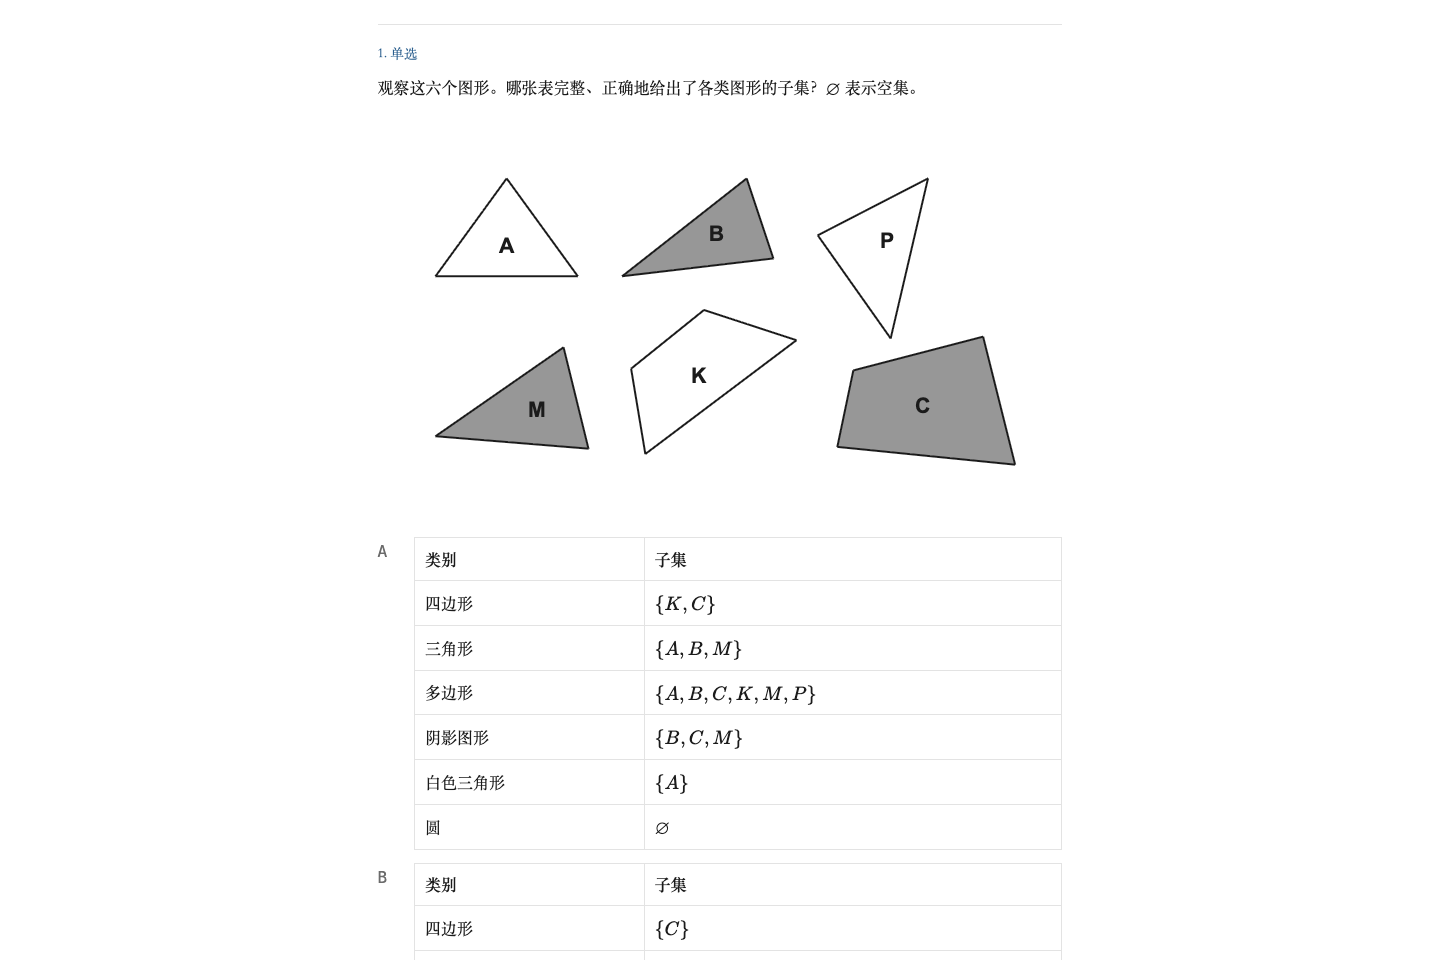 1. 单选
观察这六个图形。哪张表完整、正确地给出了各类图形的子集？∅ 表示空集。
A
B
P
M
K
C
A
类别 子集
四边形 {K, C}
三角形 {A, B, M}
多边形 {A, B, C, K, M, P}
阴影图形 {B, C, M}
白色三角形 {A}
圆 ∅
B
类别 子集
四边形 {C}